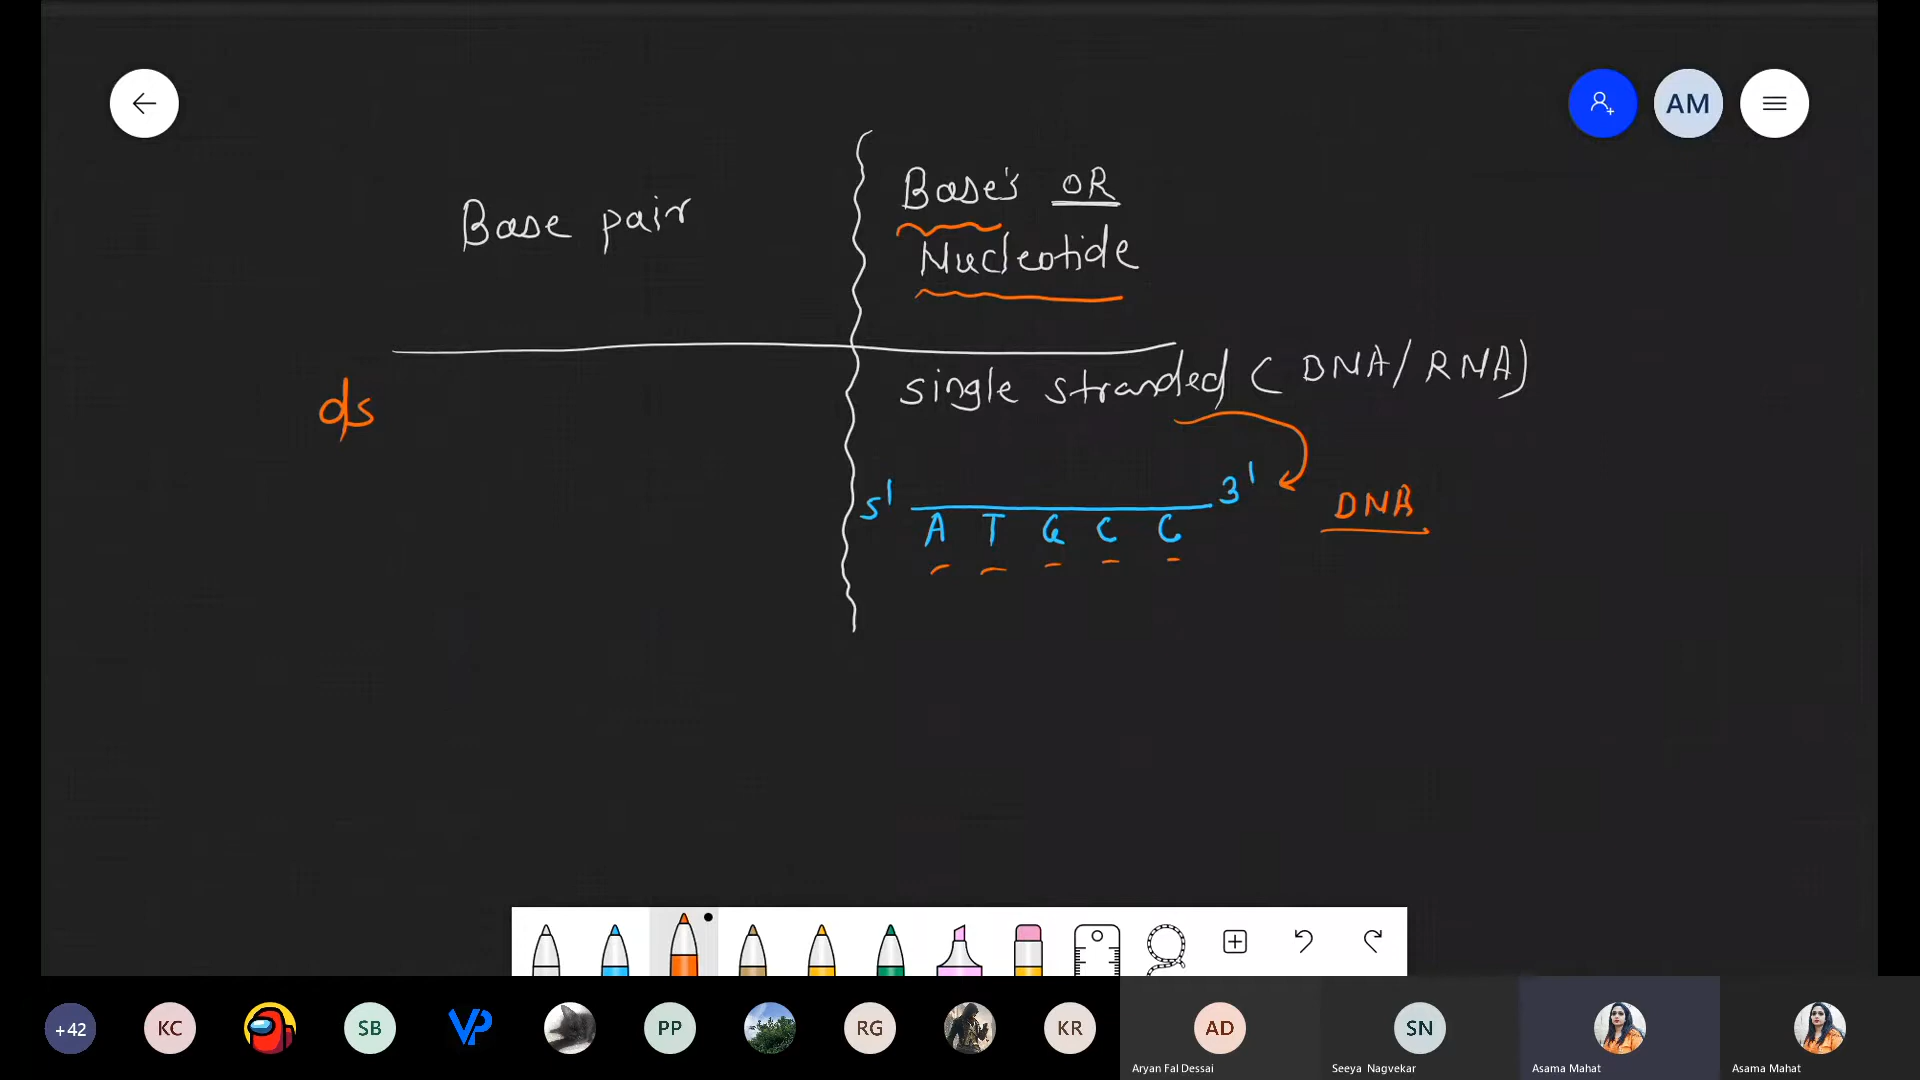 AM
Base pair
Base's OR
Nucleotide
ds
single stranded ( DNA/ RNA)
5' 3'
A T G C G
DNA
+42 KC SB VP PP RG KR AD SN
Aryan Fal Dessai Seeya Nagvekar Asama Mahat Asama Mahat